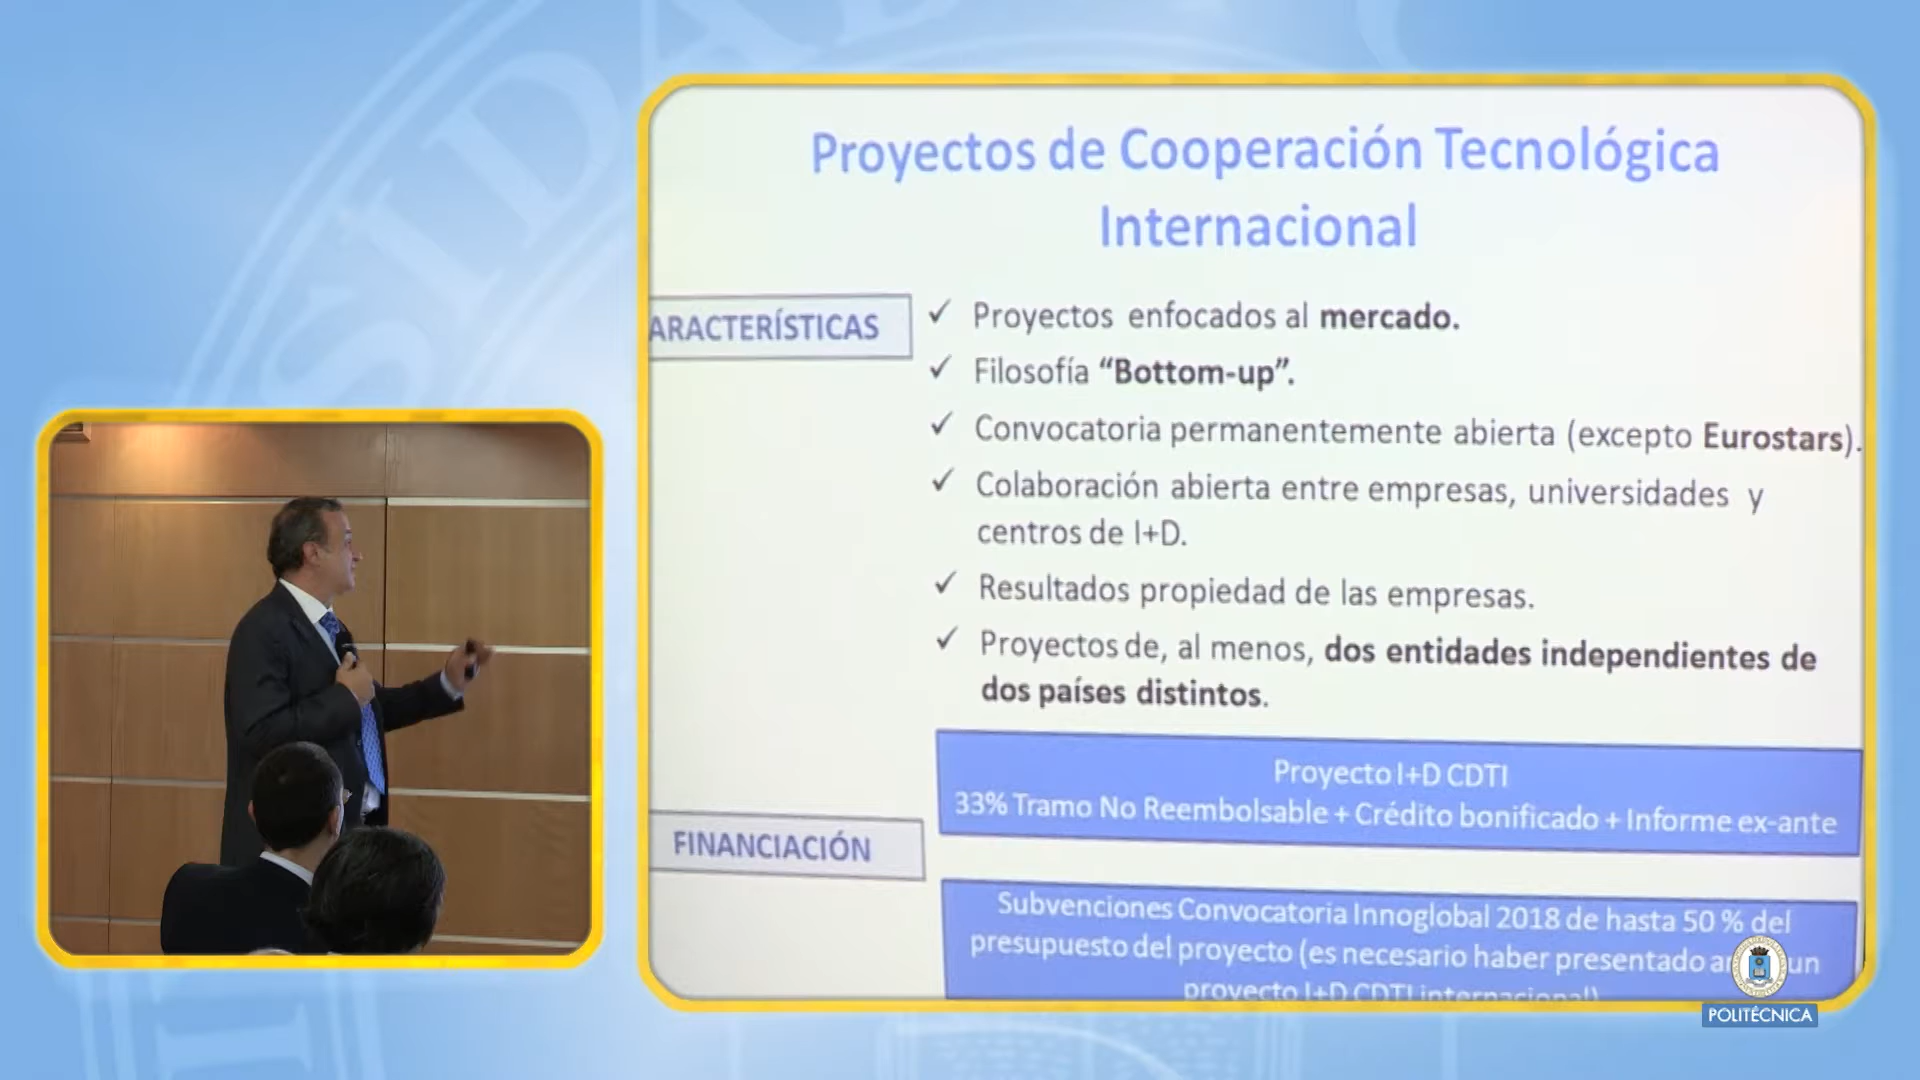 Proyectos de Cooperación Tecnológica
Internacional
ARACTERÍSTICAS
✓ Proyectos enfocados al mercado.
✓ Filosofía “Bottom-up”.
✓ Convocatoria permanentemente abierta (excepto Eurostars).
✓ Colaboración abierta entre empresas, universidades y
centros de I+D.
✓ Resultados propiedad de las empresas.
✓ Proyectos de, al menos, dos entidades independientes de
dos países distintos.
FINANCIACIÓN
Proyecto I+D CDTI
33% Tramo No Reembolsable + Crédito bonificado + Informe ex-ante
Subvenciones Convocatoria Innoglobal 2018 de hasta 50 % del
presupuesto del proyecto (es necesario haber presentado un
proyecto I+D CDTI internacional)
POLITÉCNICA